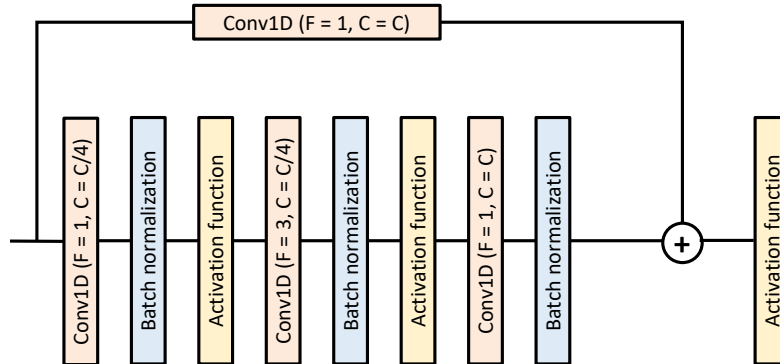 Conv1D (F = 1, C = C)
Conv1D (F = 1, C = C/4)
Batch normalization
Activation function
Conv1D (F = 3, C = C/4)
Batch normalization
Activation function
Conv1D (F = 1, C = C)
Batch normalization
+
Activation function